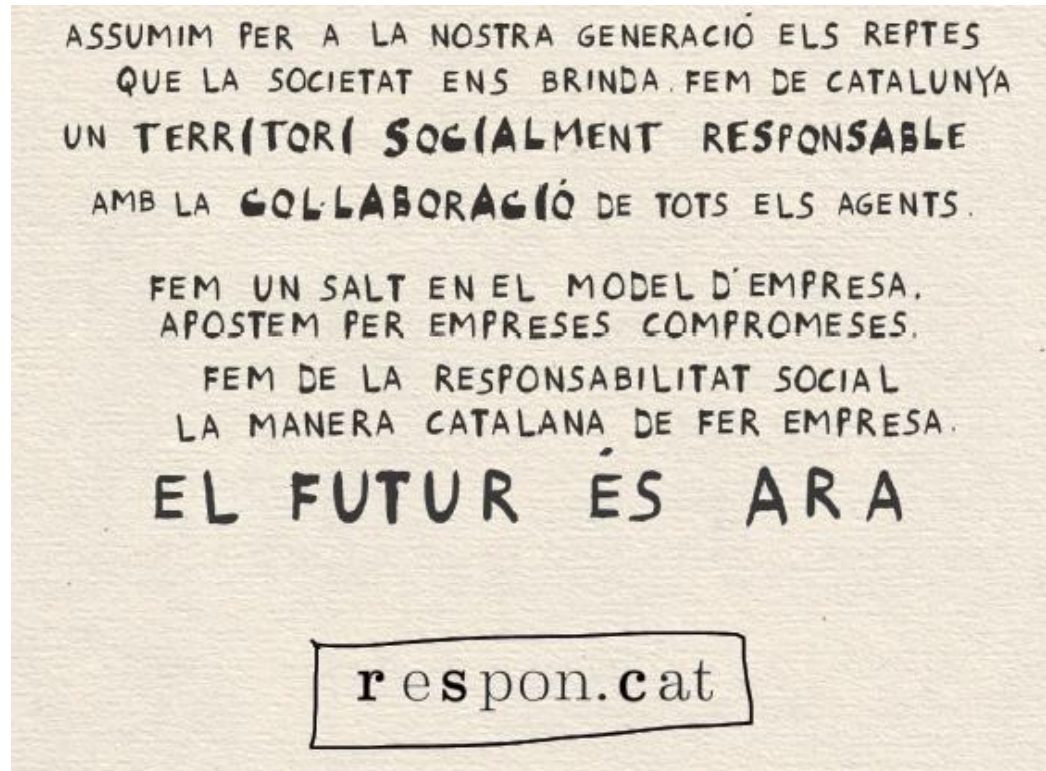 ASSUMIM PER A LA NOSTRA GENERACIÓ ELS REPTES
QUE LA SOCIETAT ENS BRINDA. FEM DE CATALUNYA
UN TERRITORI SOCIALMENT RESPONSABLE
AMB LA COL·LABORACIÓ DE TOTS ELS AGENTS.
FEM UN SALT EN EL MODEL D'EMPRESA.
APOSTEM PER EMPRESES COMPROMESES.
FEM DE LA RESPONSABILITAT SOCIAL
LA MANERA CATALANA DE FER EMPRESA.
EL FUTUR ÉS ARA
respon.cat